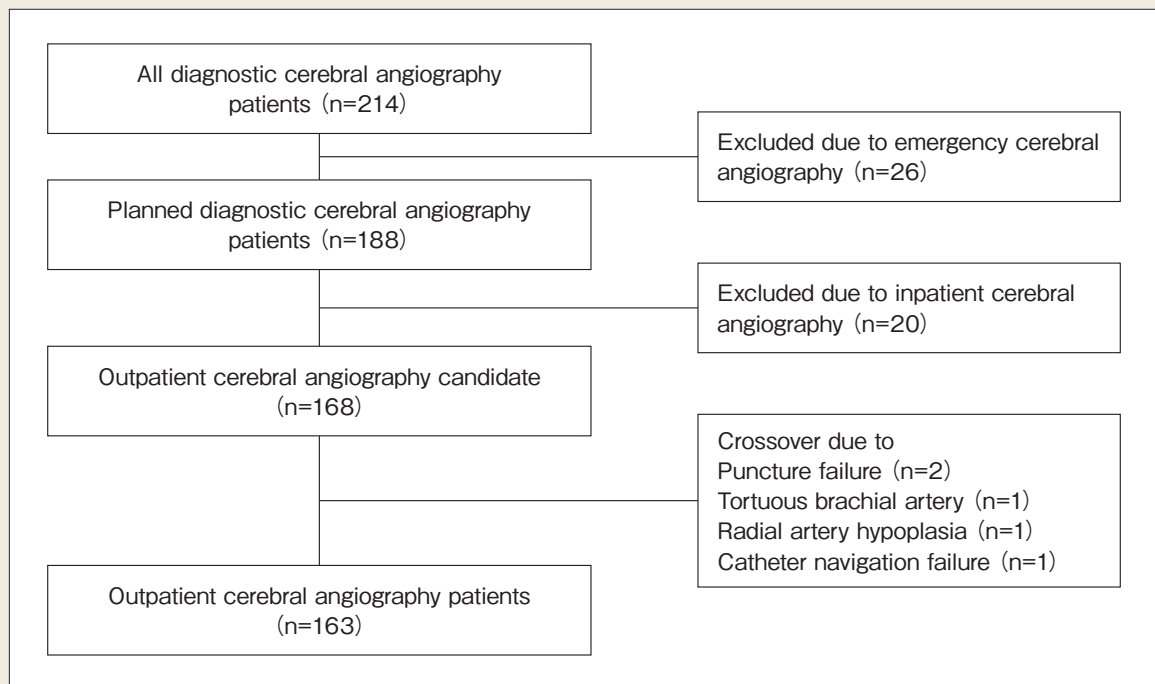 All diagnostic cerebral angiography
patients (n=214)
Excluded due to emergency cerebral
angiography (n=26)
Planned diagnostic cerebral angiography
patients (n=188)
Excluded due to inpatient cerebral
angiography (n=20)
Outpatient cerebral angiography candidate
(n=168)
Crossover due to
Puncture failure (n=2)
Tortuous brachial artery (n=1)
Radial artery hypoplasia (n=1)
Catheter navigation failure (n=1)
Outpatient cerebral angiography patients
(n=163)